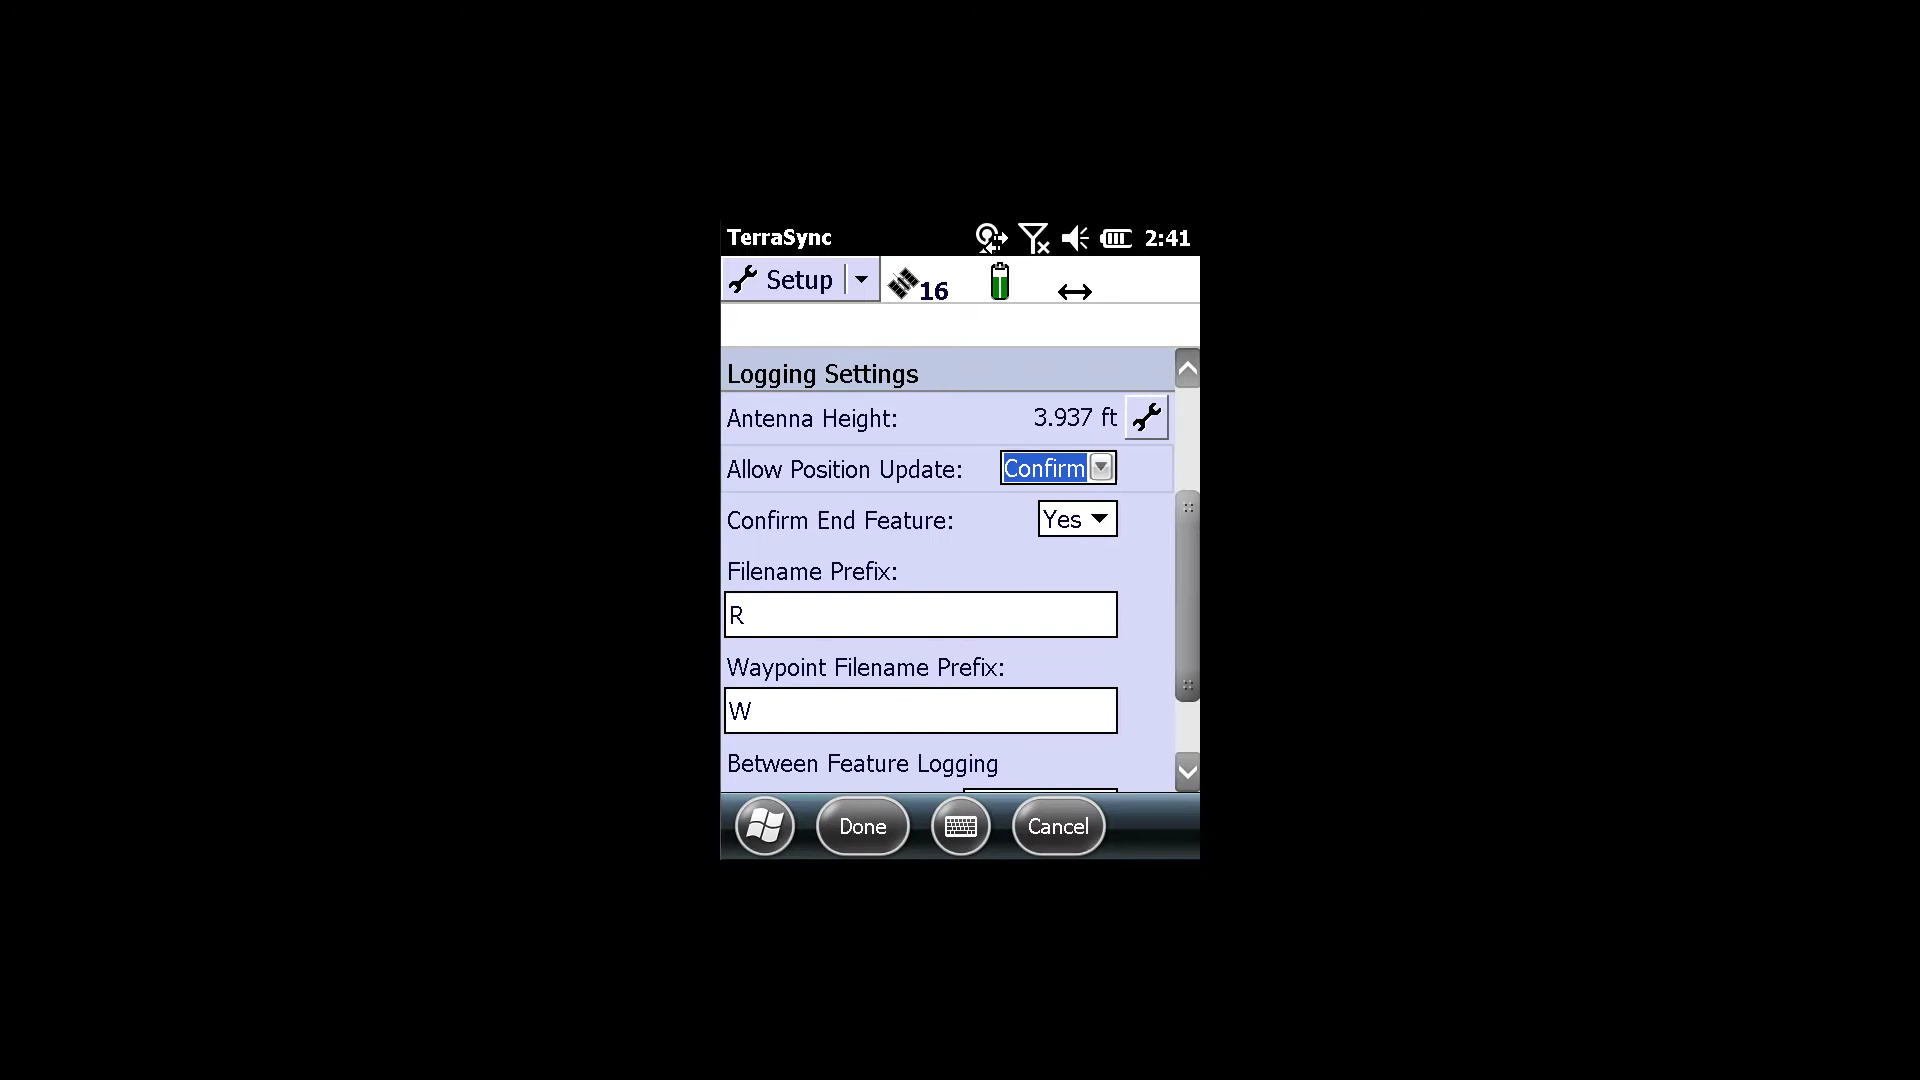 TerraSync 2:41
Setup 16
Logging Settings
Antenna Height: 3.937 ft
Allow Position Update: Confirm
Confirm End Feature: Yes
Filename Prefix:
R
Waypoint Filename Prefix:
W
Between Feature Logging
Done Cancel